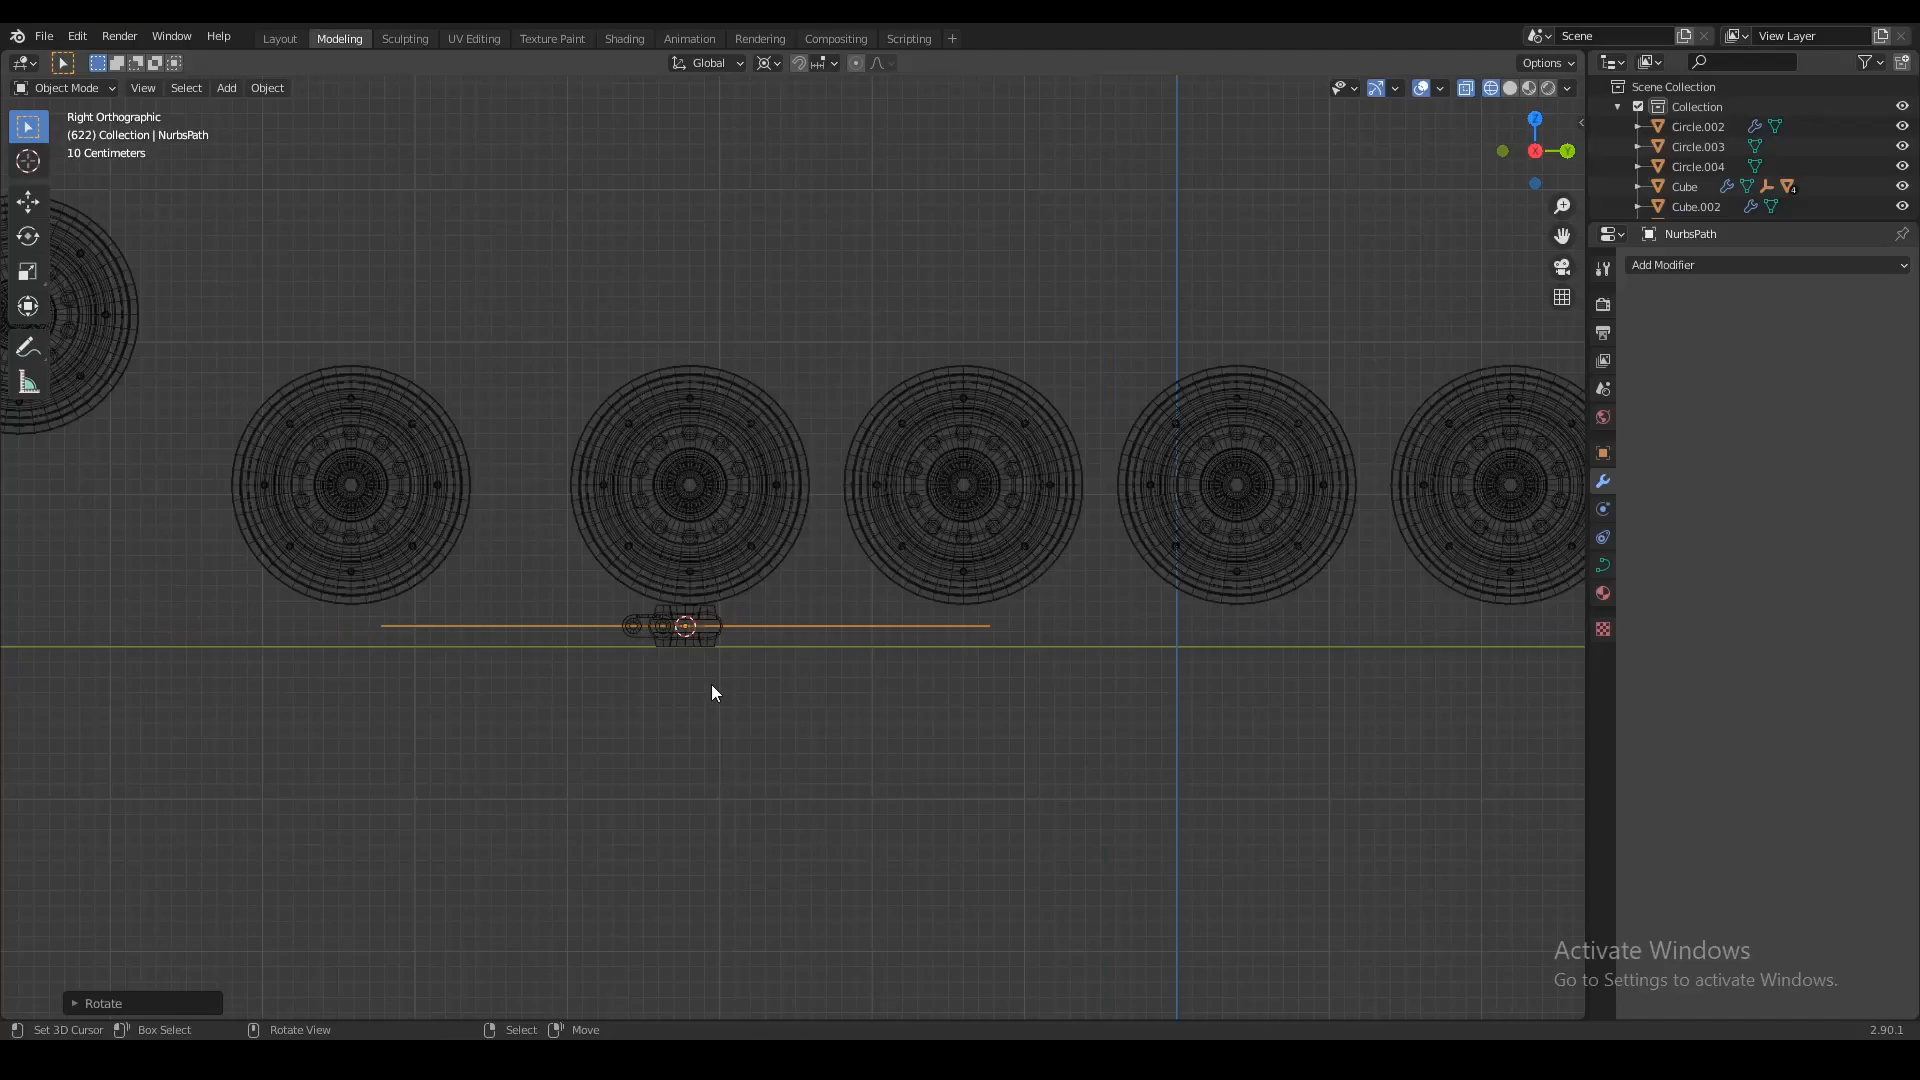 File Edit Render Window Help Layout Modeling Sculpting UV Editing Texture Paint Shading Animation Rendering Compositing Scripting + Scene View Layer
Global Options
Object Mode View Select Add Object
Right Orthographic
(622) Collection | NurbsPath
10 Centimeters
Z
X Y
Scene Collection
Collection
Circle.002
Circle.003
Circle.004
Cube 4
Cube.002
NurbsPath
Add Modifier
Activate Windows
Go to Settings to activate Windows.
Rotate
Set 3D Cursor Box Select Rotate View Select Move 2.90.1